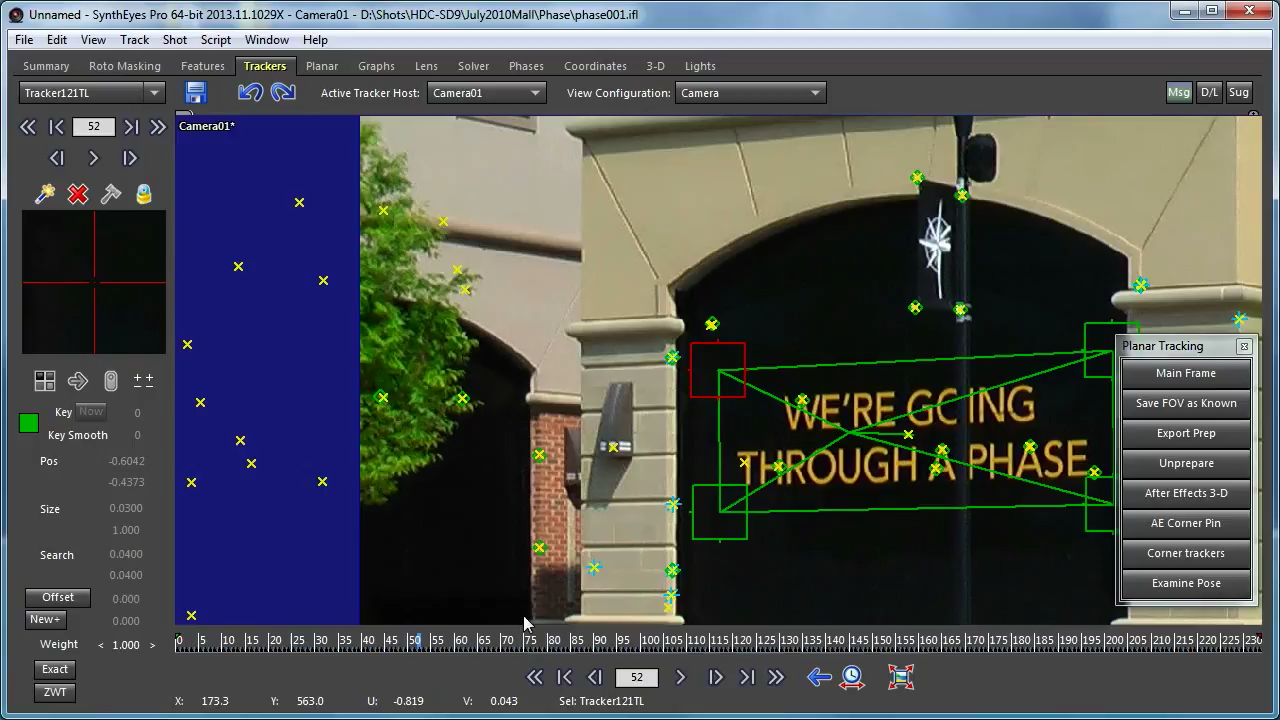 Unnamed - SynthEyes Pro 64-bit 2013.11.1029X - Camera01 - D:\Shots\HDC-SD9\July2010Mall\Phase\phase001.ifl
File Edit View Track Shot Script Window Help
Summary Roto Masking Features Trackers Planar Graphs Lens Solver Phases Coordinates 3-D Lights
Tracker121TL Active Tracker Host: Camera01 View Configuration: Camera Msg D/L Sug
52
Camera01*
Key Now 0
Key Smooth 0
Pos -0.6042
-0.4373
Size 0.0300
1.000
Search 0.0400
0.0400
Offset 0.000
New+ 0.000
Weight < 1.000 >
Exact
ZWT
WE'RE GOING
THROUGH A PHASE
Planar Tracking
Main Frame
Save FOV as Known
Export Prep
Unprepare
After Effects 3-D
AE Corner Pin
Corner trackers
Examine Pose
0 5 10 15 20 25 30 35 40 45 50 55 60 65 70 75 80 85 90 95 100 105 110 115 120 125 130 135 140 145 150 155 160 165 170 175 180 185 190 195 200 205 210 215 220 225 230
52
X: 173.3 Y: 563.0 U: -0.819 V: 0.043 Sel: Tracker121TL